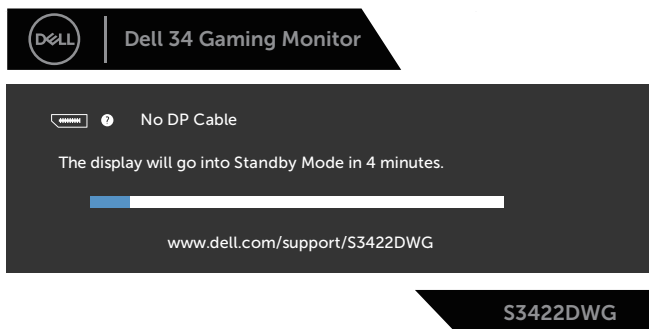 DELL
Dell 34 Gaming Monitor
? No DP Cable
The display will go into Standby Mode in 4 minutes.
www.dell.com/support/S3422DWG
S3422DWG